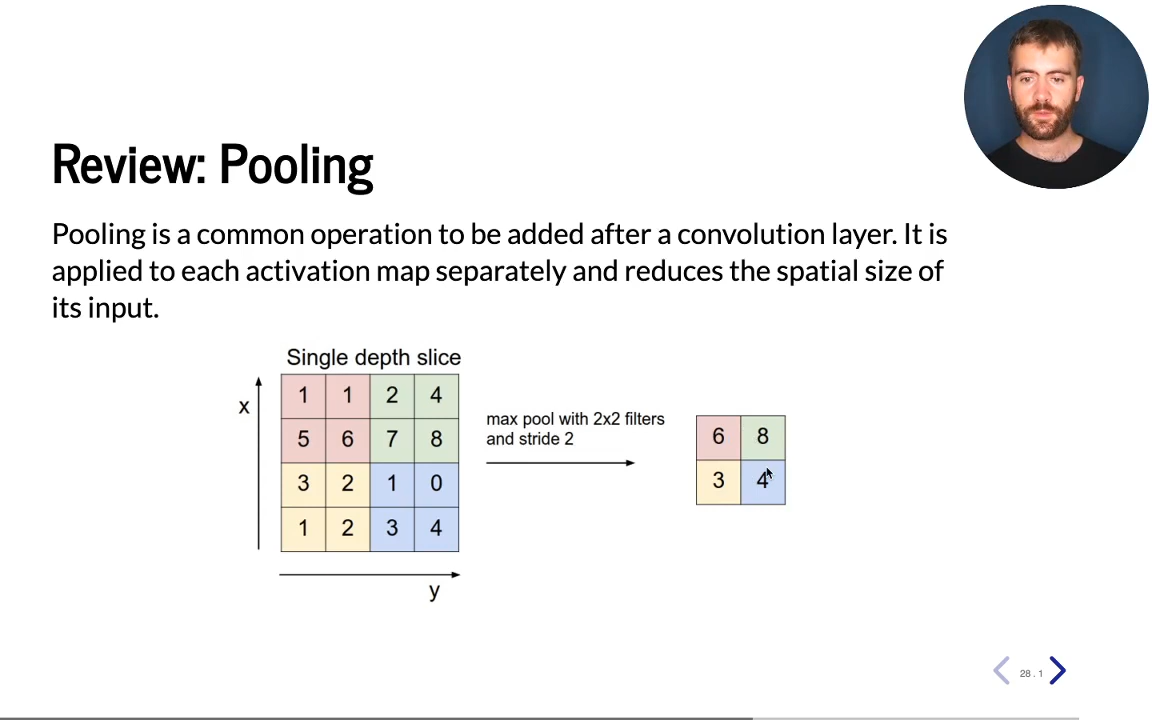 Review: Pooling
Pooling is a common operation to be added after a convolution layer. It is
applied to each activation map separately and reduces the spatial size of
its input.
Single depth slice
x
1 1 2 4
5 6 7 8
3 2 1 0
1 2 3 4
y
max pool with 2x2 filters
and stride 2
6 8
3 4
28 . 1